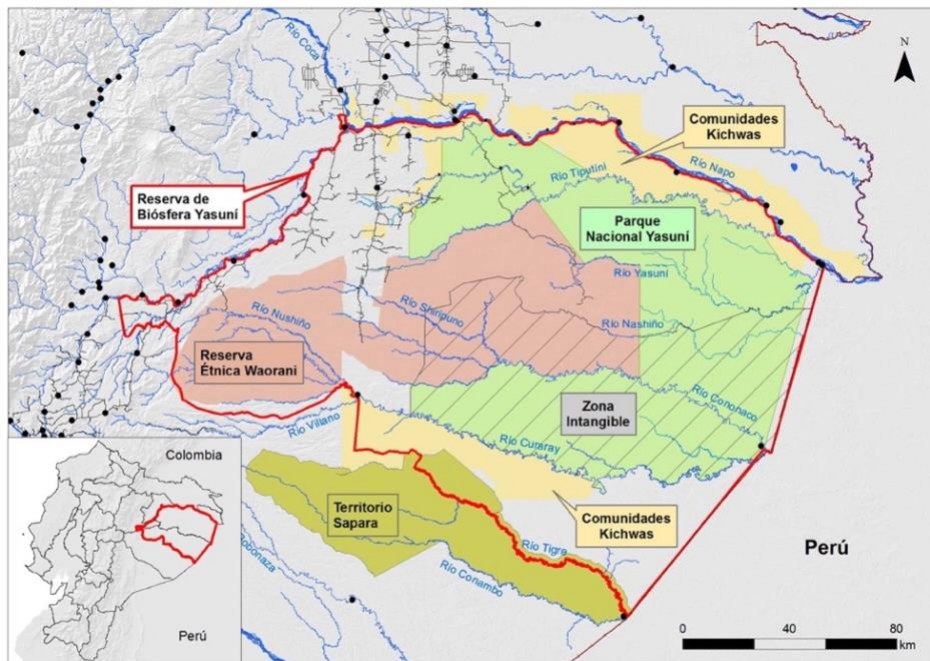 Río Coca
N
Comunidades
Kichwas
Río Napo
Río Tiputini
Reserva de
Biósfera Yasuní
Parque
Nacional Yasuní
Río Yasuní
Río Shiripuno
Río Nushiño
Río Nashiño
Reserva
Étnica Waorani
Río Cononaco
Zona
Intangible
Río Villano
Río Curaray
Colombia
Territorio
Sapara
Comunidades
Kichwas
Río Tigre
Perú
Río Conambo
Bobonaza
Perú
0 40 80
km